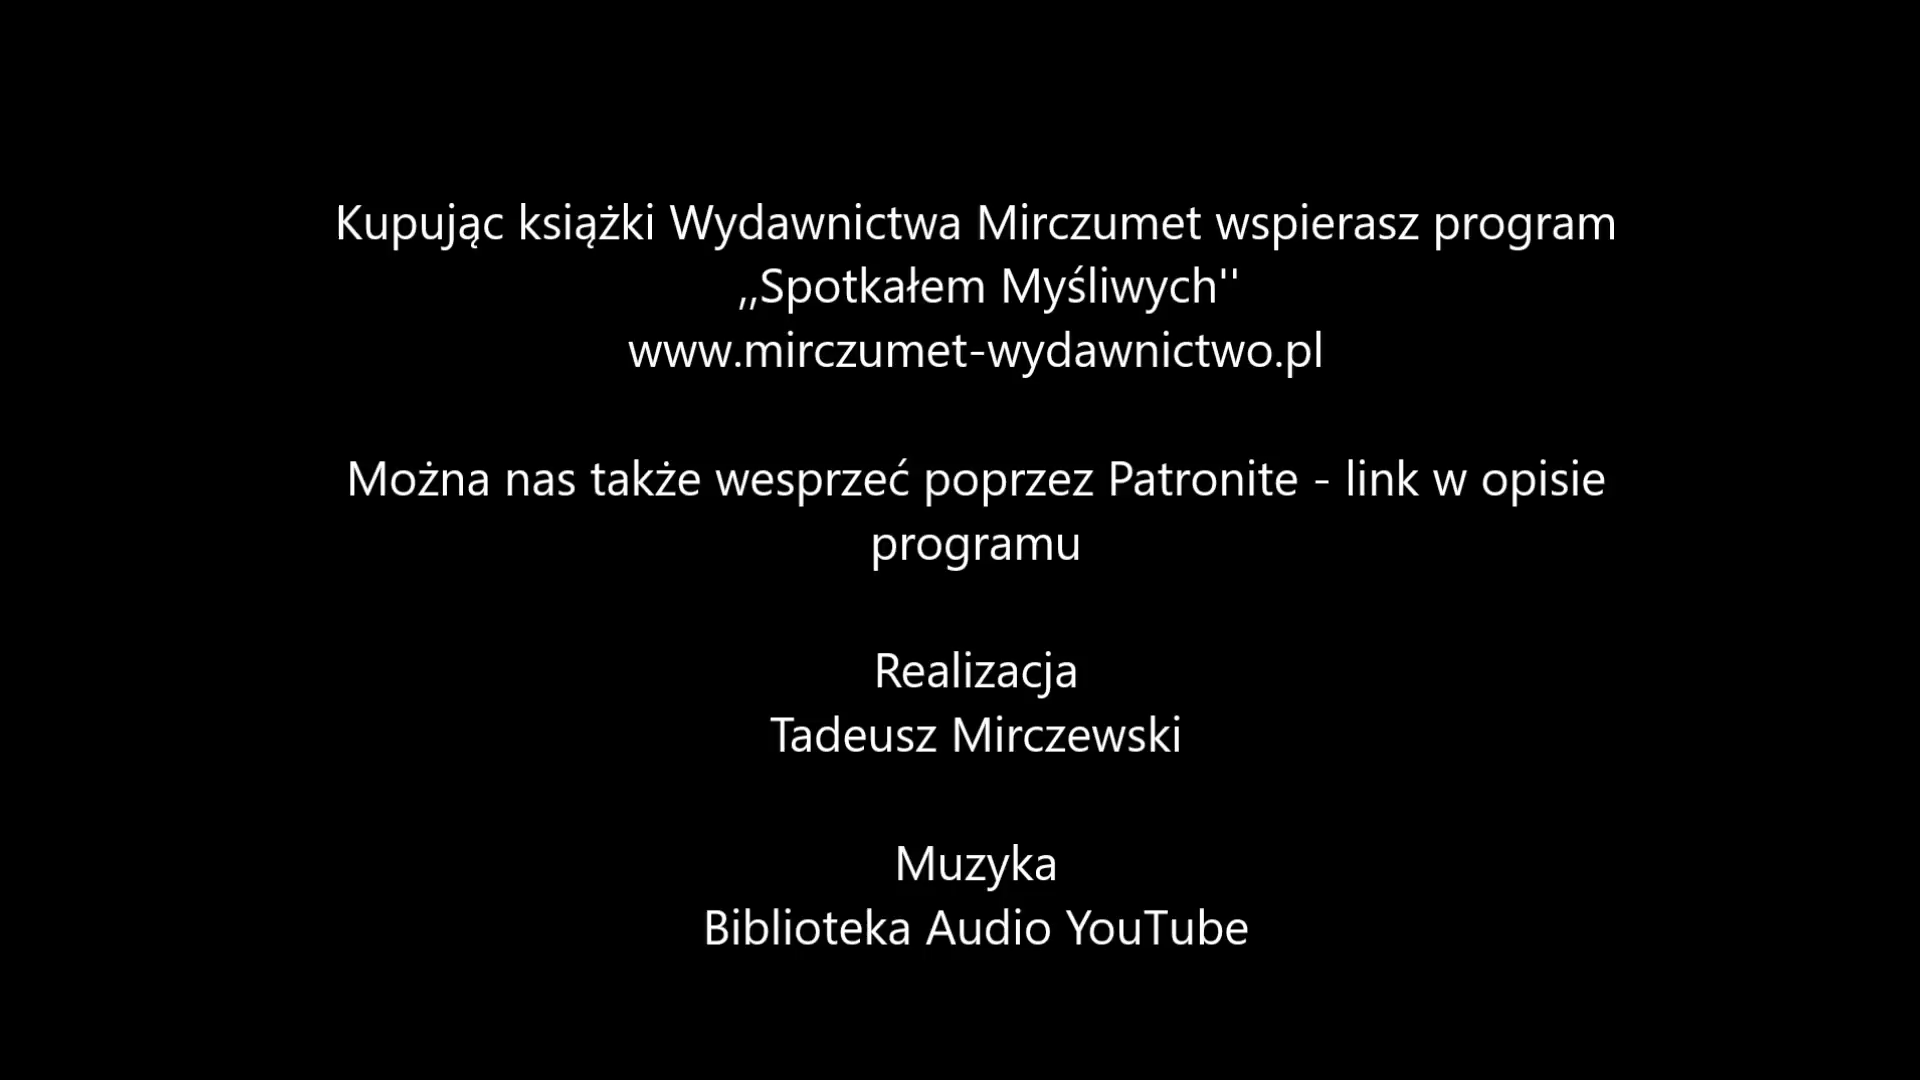 Kupując książki Wydawnictwa Mirczumet wspierasz program
,,Spotkałem Myśliwych''
www.mirczumet-wydawnictwo.pl
Można nas także wesprzeć poprzez Patronite - link w opisie
programu
Realizacja
Tadeusz Mirczewski
Muzyka
Biblioteka Audio YouTube